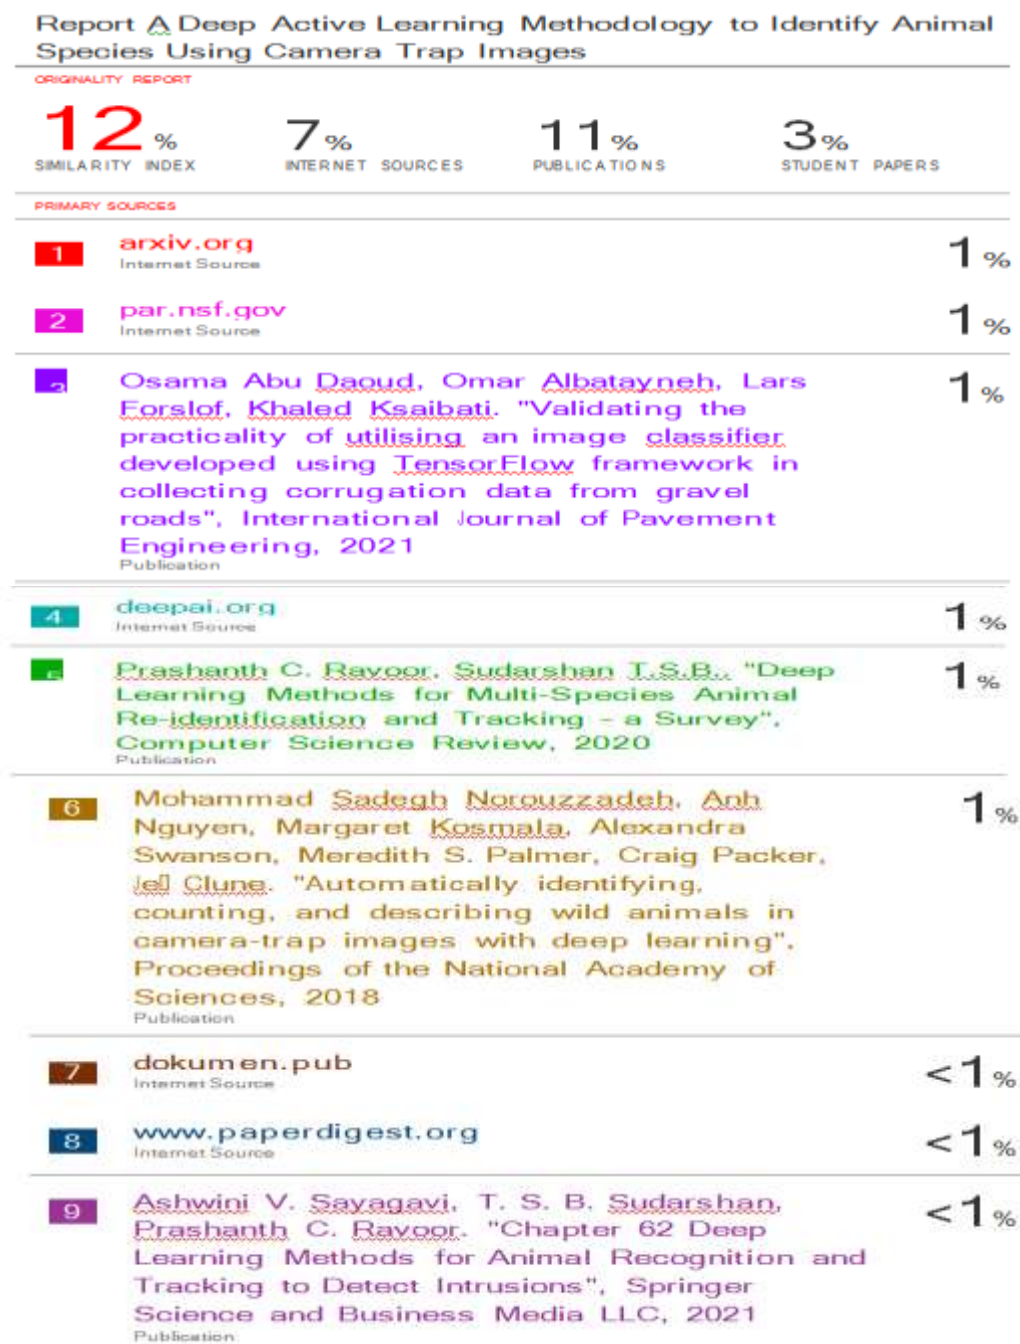 Report A Deep Active Learning Methodology to Identify Animal
Species Using Camera Trap Images
ORIGINALITY REPORT
12% 7% 11% 3%
SIMILARITY INDEX INTERNET SOURCES PUBLICATIONS STUDENT PAPERS
PRIMARY SOURCES
1 arxiv.org 1%
Internet Source
2 par.nsf.gov 1%
Internet Source
3 Osama Abu Daoud, Omar Albatayneh, Lars 1%
Forslof, Khaled Ksaibati. "Validating the
practicality of utilising an image classifier
developed using TensorFlow framework in
collecting corrugation data from gravel
roads", International Journal of Pavement
Engineering, 2021
Publication
4 deepai.org 1%
Internet Source
5 Prashanth C. Ravoor, Sudarshan T.S.B.. "Deep 1%
Learning Methods for Multi-Species Animal
Re-identification and Tracking – a Survey",
Computer Science Review, 2020
Publication
6 Mohammad Sadegh Norouzzadeh, Anh 1%
Nguyen, Margaret Kosmala, Alexandra
Swanson, Meredith S. Palmer, Craig Packer,
Clune. "Automatically identifying,
counting, and describing wild animals in
camera-trap images with deep learning",
Proceedings of the National Academy of
Sciences, 2018
Publication
7 dokumen.pub <1%
Internet Source
8 www.paperdigest.org <1%
Internet Source
9 Ashwini V. Sayagavi, T. S. B. Sudarshan, <1%
Prashanth C. Ravoor. "Chapter 62 Deep
Learning Methods for Animal Recognition and
Tracking to Detect Intrusions", Springer
Science and Business Media LLC, 2021
Publication